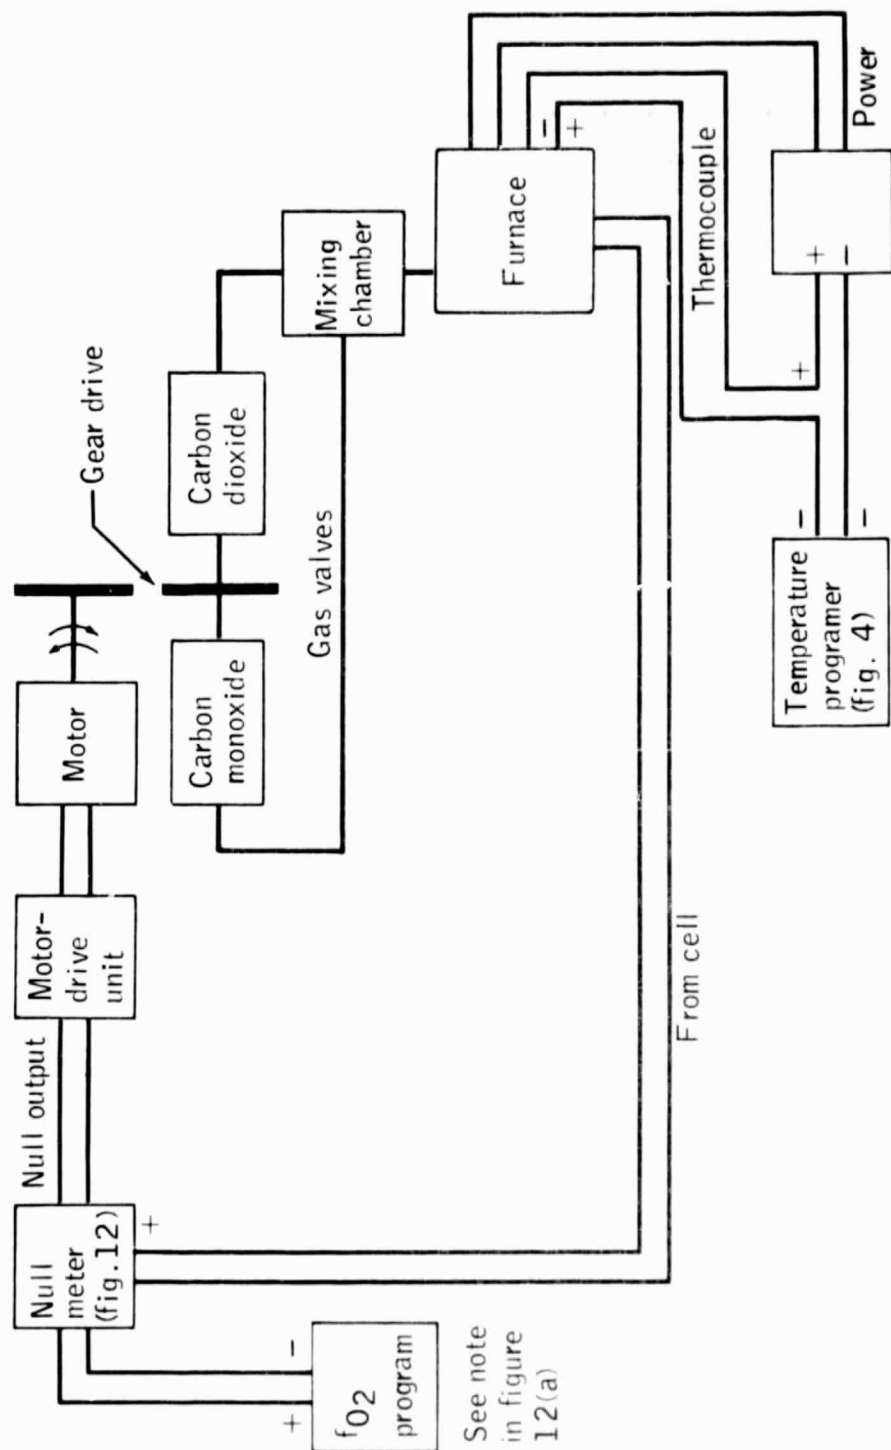 Null
meter
(fig.12)
+
Null output
Motor-
drive
unit
Motor
Gear drive
+
−
fO2
program
See note
in figure
12(a)
Carbon
monoxide
Carbon
dioxide
Gas valves
Mixing
chamber
Furnace
−
+
From cell
Thermocouple
Temperature
programer
(fig. 4)
−
−
+
+
−
Power